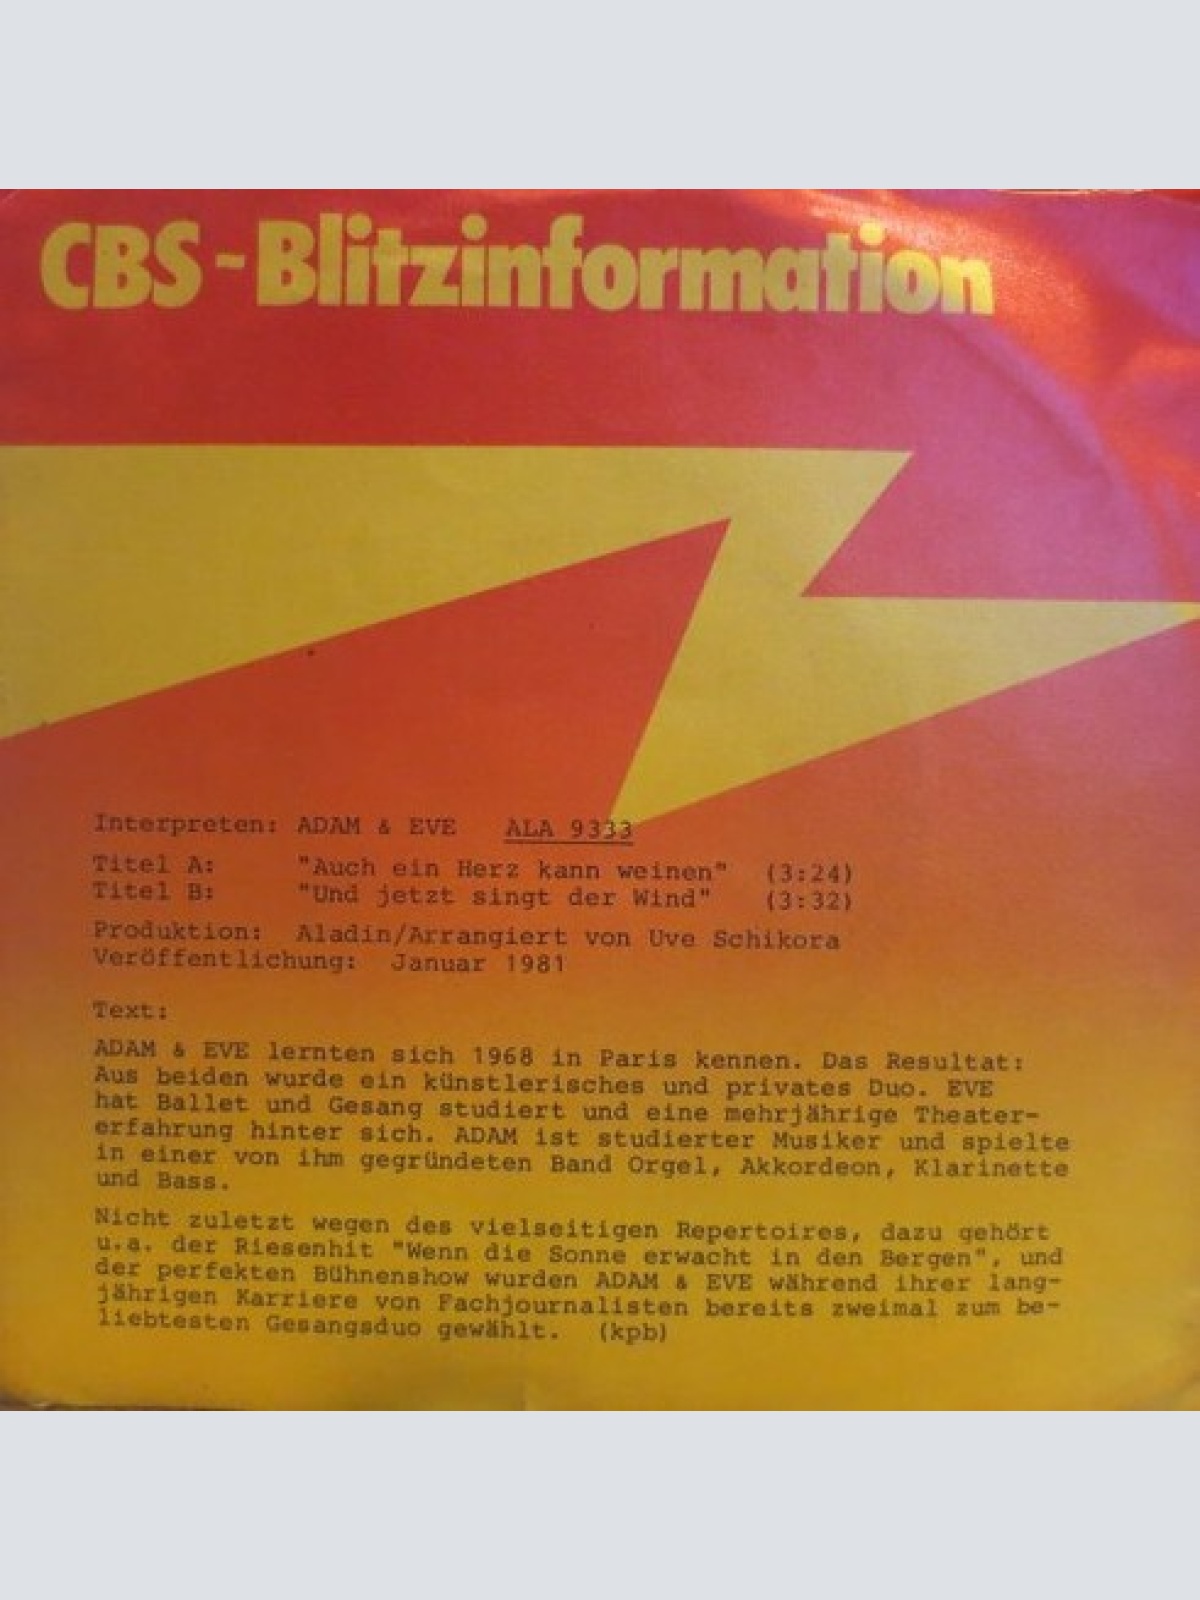 CBS-Blitzinformation
Interpreten: ADAM & EVE ALA 9333
Titel A: "Auch ein Herz kann weinen" (3:24)
Titel B: "Und jetzt singt der Wind" (3:32)
Produktion: Aladin/Arrangiert von Uve Schikora
Veröffentlichung: Januar 1981
Text:
ADAM & EVE lernten sich 1968 in Paris kennen. Das Resultat:
Aus beiden wurde ein künstlerisches und privates Duo. EVE
hat Ballet und Gesang studiert und eine mehrjährige Theater-
erfahrung hinter sich. ADAM ist studierter Musiker und spielte
in einer von ihm gegründeten Band Orgel, Akkordeon, Klarinette
und Bass.
Nicht zuletzt wegen des vielseitigen Repertoires, dazu gehört
u.a. der Riesenhit "Wenn die Sonne erwacht in den Bergen", und
der perfekten Bühnenshow wurden ADAM & EVE während ihrer lang-
jährigen Karriere von Fachjournalisten bereits zweimal zum be-
liebtesten Gesangsduo gewählt. (kpb)